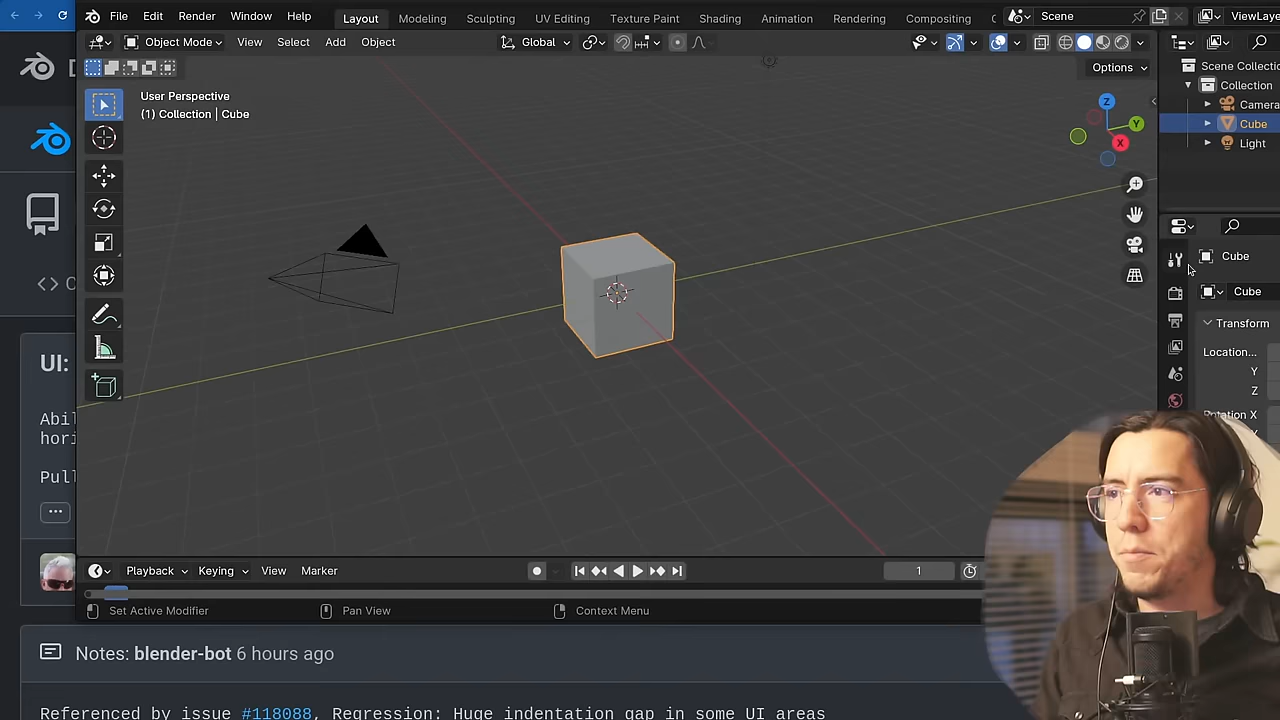 File Edit Render Window Help Layout Modeling Sculpting UV Editing Texture Paint Shading Animation Rendering Compositing Scene ViewLaye
Object Mode View Select Add Object Global
Options
User Perspective
(1) Collection | Cube
Z
Y
X
Scene Collectio
Collection
Camera
Cube
Light
Cube
Cube
Transform
Location...
Y
Z
Rotation X
UI:
Abil
hori
Pull
Playback Keying View Marker 1
Set Active Modifier Pan View Context Menu
Notes: blender-bot 6 hours ago
Referenced by issue #118088, Regression: Huge indentation gap in some UI areas